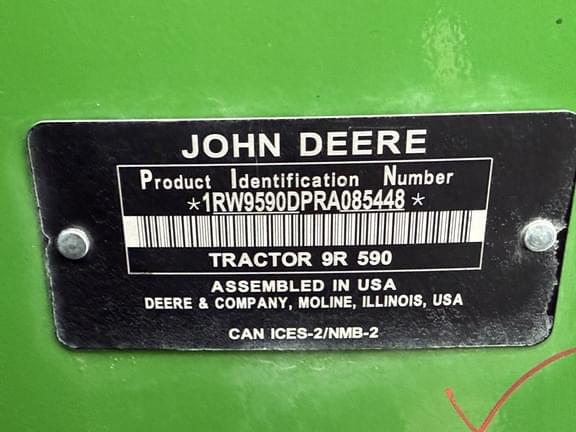 JOHN DEERE
Product Identification Number
*1RW9590DPRA085448*
TRACTOR 9R 590
ASSEMBLED IN USA
DEERE & COMPANY, MOLINE, ILLINOIS, USA
CAN ICES-2/NMB-2